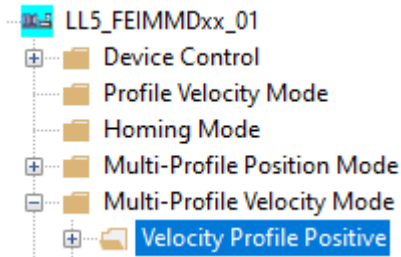 LL5_FEIMMDxx_01
Device Control
Profile Velocity Mode
Homing Mode
Multi-Profile Position Mode
Multi-Profile Velocity Mode
Velocity Profile Positive